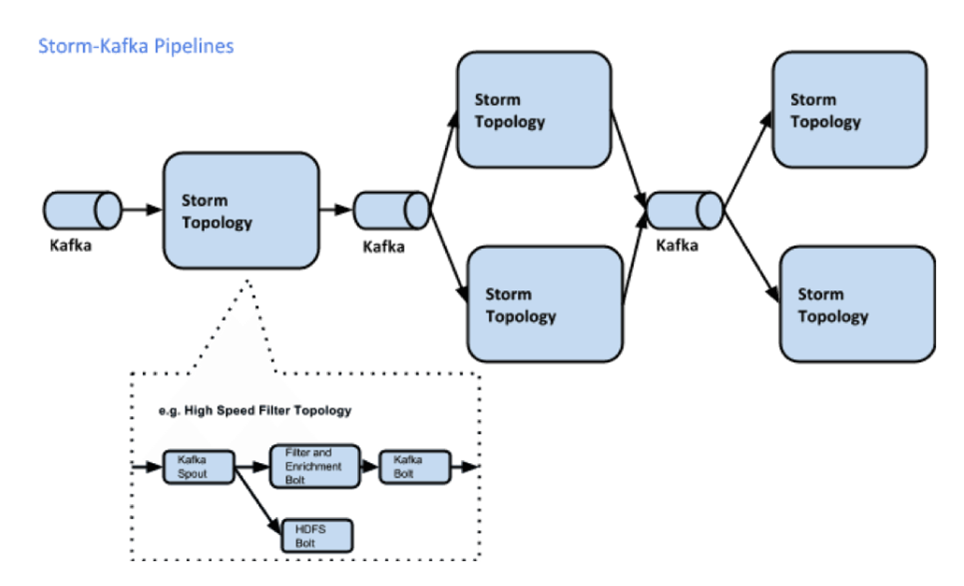 Storm-Kafka Pipelines
Storm
Topology
Kafka
Kafka
Storm
Topology
Storm
Topology
Kafka
Storm
Topology
Storm
Topology
e.g. High Speed Filter Topology
Kafka
Spout
Filter and
Enrichment
Bolt
Kafka
Bolt
HDFS
Bolt